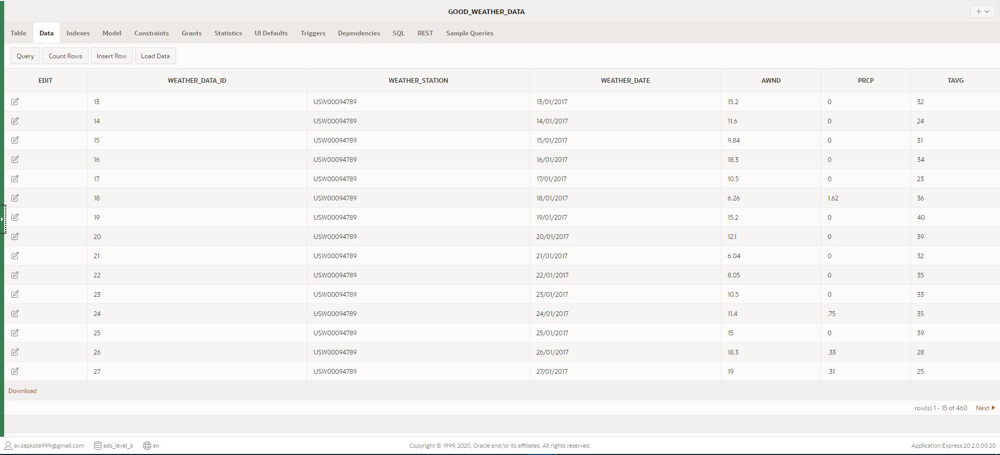 GOOD_WEATHER_DATA
Table Data Indexes Model Constraints Grants Statistics UI Defaults Triggers Dependencies SQL REST Sample Queries
Query Count Rows Insert Row Load Data
EDIT WEATHER_DATA_ID WEATHER_STATION WEATHER_DATE AWND PRCP TAVG
13 USW00094789 13/01/2017 15.2 0 32
14 USW00094789 14/01/2017 11.6 0 24
15 USW00094789 15/01/2017 9.84 0 31
16 USW00094789 16/01/2017 18.3 0 34
17 USW00094789 17/01/2017 10.5 0 23
18 USW00094789 18/01/2017 6.26 1.62 36
19 USW00094789 19/01/2017 15.2 0 40
20 USW00094789 20/01/2017 12.1 0 39
21 USW00094789 21/01/2017 6.04 0 32
22 USW00094789 22/01/2017 8.05 0 35
23 USW00094789 23/01/2017 10.5 0 33
24 USW00094789 24/01/2017 11.4 .75 35
25 USW00094789 25/01/2017 15 0 39
26 USW00094789 26/01/2017 18.3 .33 28
27 USW00094789 27/01/2017 19 .31 25
Download
row(s) 1 - 15 of 460 Next
av.sapkota999@gmail.com ads_level_6 en Copyright © 1999, 2020, Oracle and/or its affiliates. All rights reserved. Application Express 20.2.0.00.20